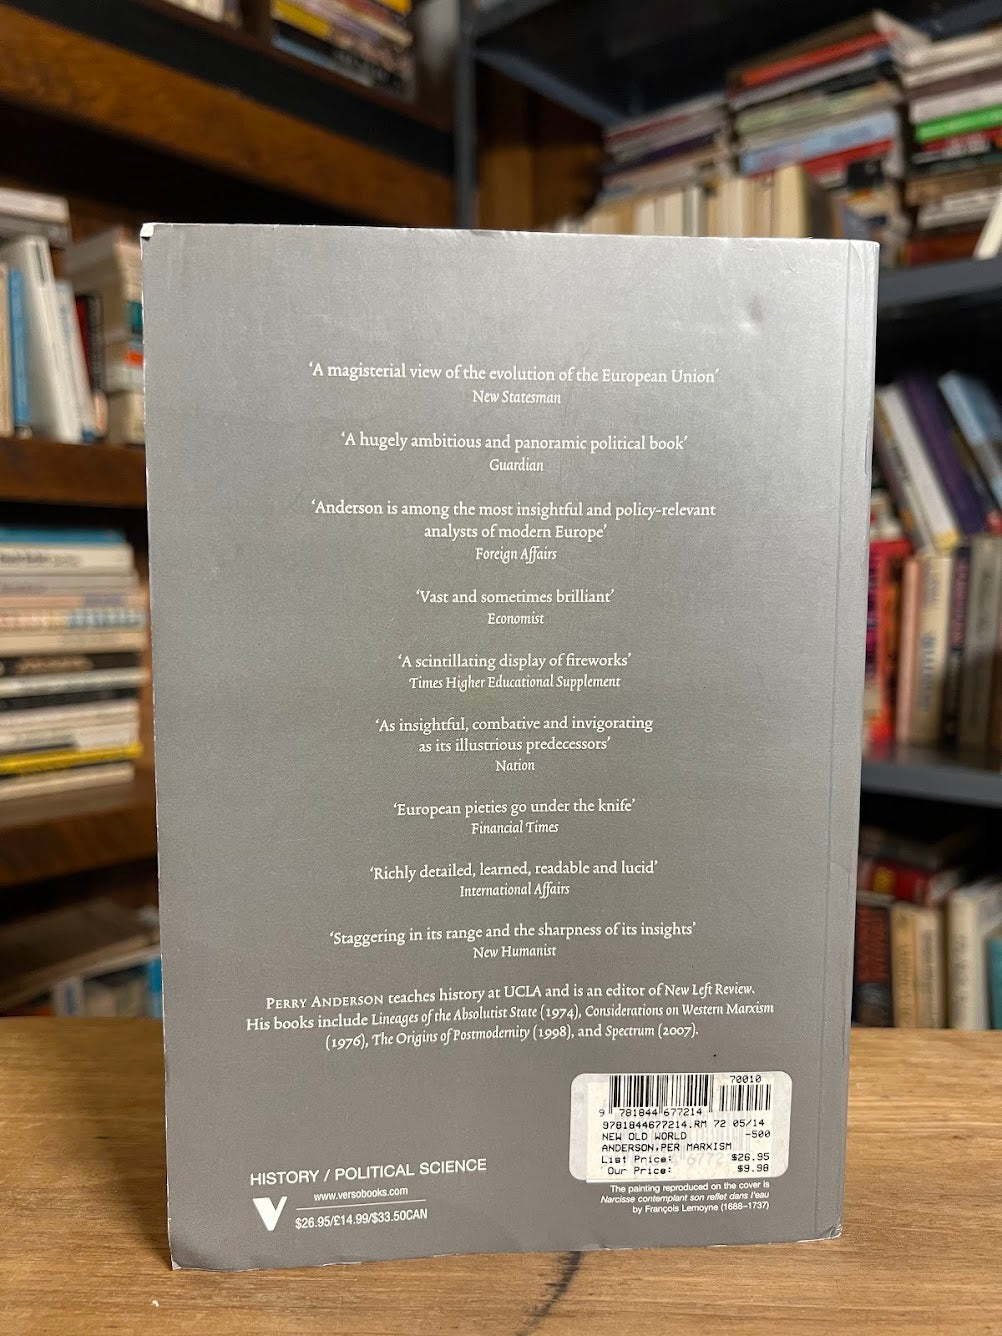 ‘A magisterial view of the evolution of the European Union’
New Statesman
‘A hugely ambitious and panoramic political book’
Guardian
‘Anderson is among the most insightful and policy-relevant
analysts of modern Europe’
Foreign Affairs
‘Vast and sometimes brilliant’
Economist
‘A scintillating display of fireworks’
Times Higher Educational Supplement
‘As insightful, combative and invigorating
as its illustrious predecessors’
Nation
‘European pieties go under the knife’
Financial Times
‘Richly detailed, learned, readable and lucid’
International Affairs
‘Staggering in its range and the sharpness of its insights’
New Humanist
PERRY ANDERSON teaches history at UCLA and is an editor of New Left Review.
His books include Lineages of the Absolutist State (1974), Considerations on Western Marxism
(1976), The Origins of Postmodernity (1998), and Spectrum (2007).
HISTORY / POLITICAL SCIENCE
www.versobooks.com
$26.95/£14.99/$33.50CAN
70010
9 781844 677214
9781844677214.RM 72 05/14
NEW OLD WORLD -500
ANDERSON,PER MARXISM
List Price: $26.95
Our Price: $9.98
The painting reproduced on the cover is
Narcisse contemplant son reflet dans l'eau
by François Lemoyne (1686–1737)